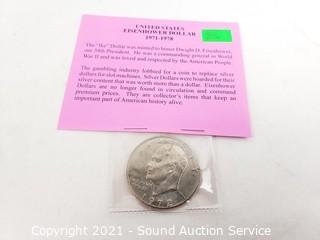 UNITED STATES
EISENHOWER DOLLAR
1971-1978
The "Ike" Dollar was minted to honor Dwight D. Eisenhower,
our 34th President. He was a commanding general in World
War II and was loved and respected by the American People.
The gambling industry lobbied for a coin to replace silver
dollars for slot machines. Silver Dollars were hoarded for their
silver content that was worth more than a dollar. Eisenhower
Dollars are no longer found in circulation and command
premium prices. They are collector's items that keep an
important part of American history alive.
1972
Copyright 2021 - Sound Auction Service